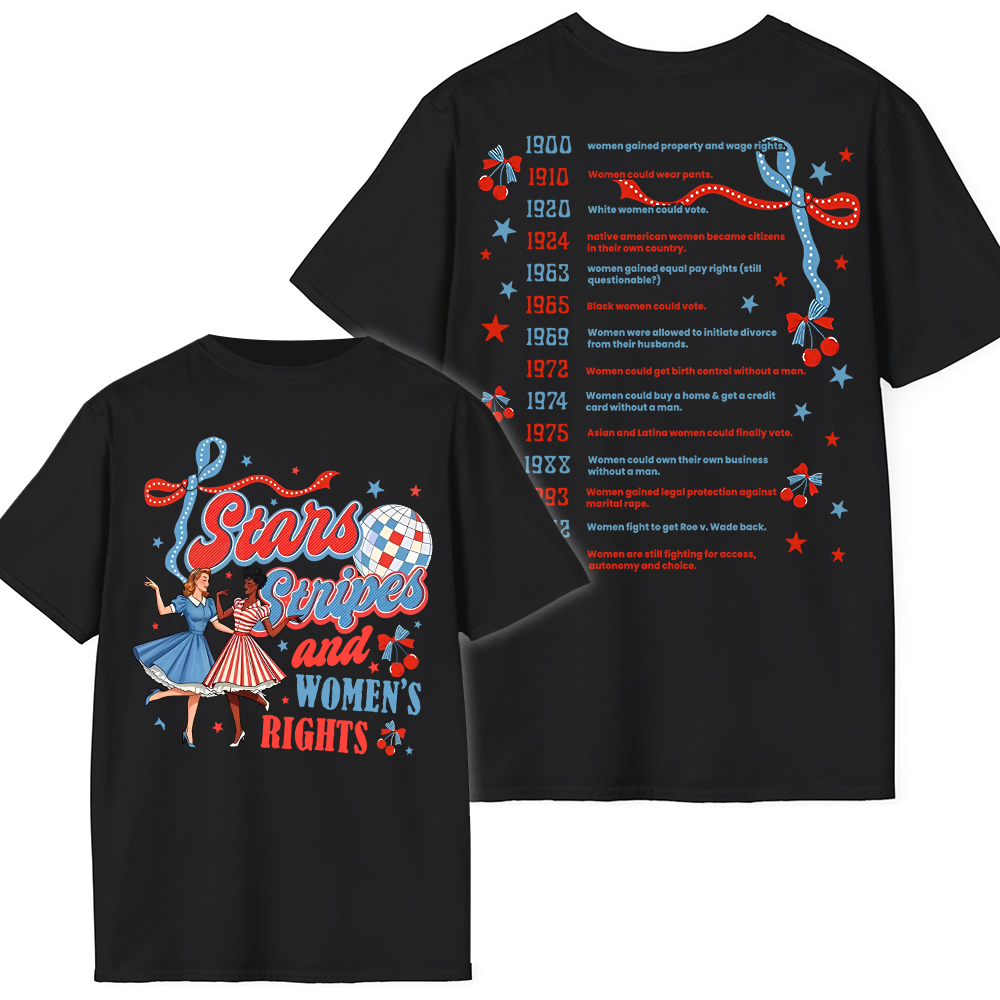 1900 women gained property and wage rights.
1910 Women could wear pants.
1920 White women could vote.
1924 native american women became citizens
in their own country.
1963 women gained equal pay rights (still
questionable?)
1965 Black women could vote.
1969 Women were allowed to initiate divorce
from their husbands.
1972 Women could get birth control without a man.
1974 Women could buy a home & get a credit
card without a man.
1975 Asian and Latina women could finally vote.
1988 Women could own their own business
without a man.
93 Women gained legal protection against
marital rape.
2 Women fight to get Roe v. Wade back.
Women are still fighting for access,
autonomy and choice.
Stars
Stripes
and
WOMEN'S
RIGHTS